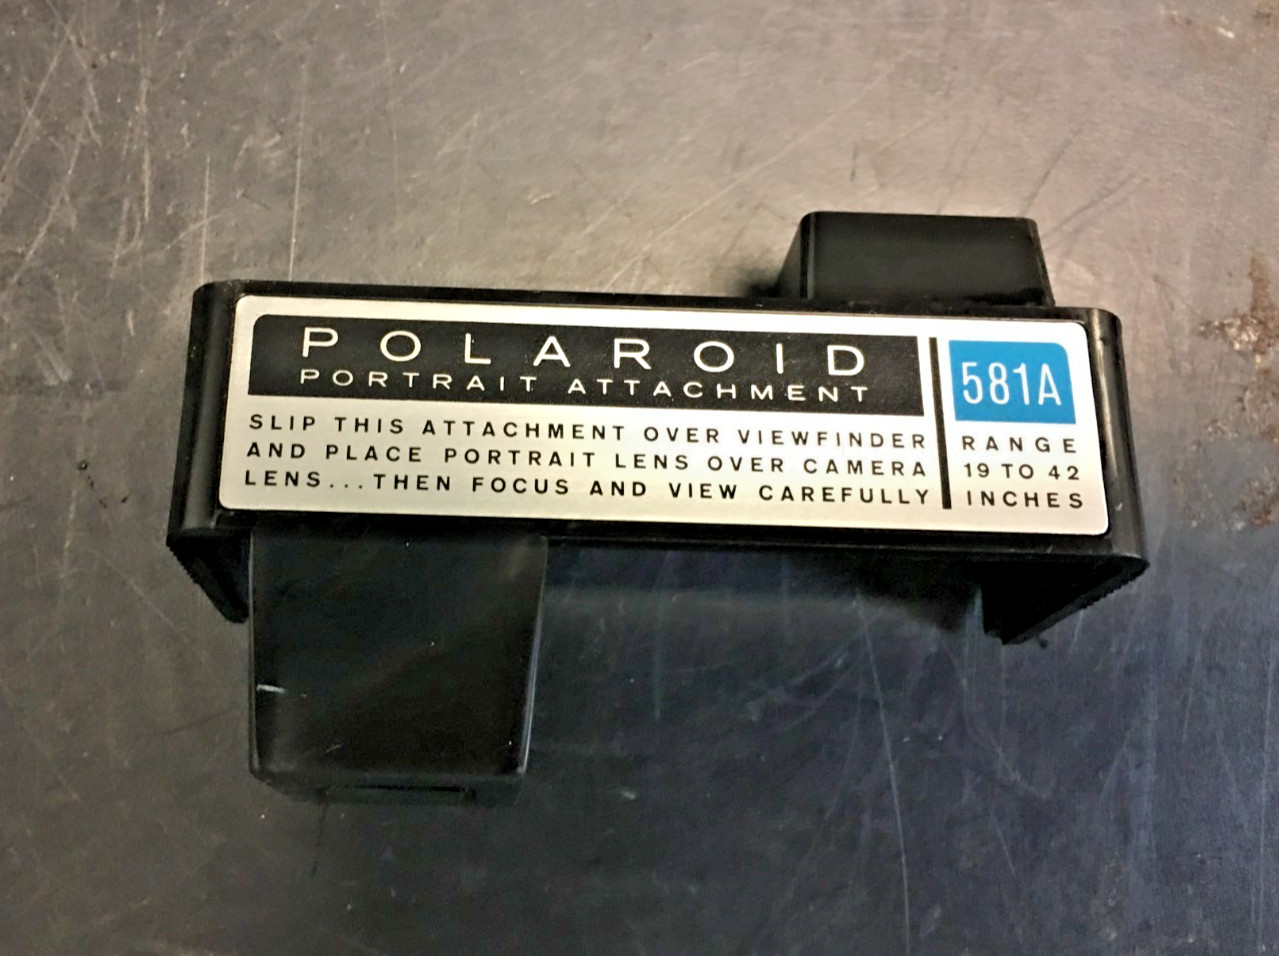 POLAROID
PORTRAIT ATTACHMENT
SLIP THIS ATTACHMENT OVER VIEWFINDER
AND PLACE PORTRAIT LENS OVER CAMERA
LENS...THEN FOCUS AND VIEW CAREFULLY
581A
RANGE
19 TO 42
INCHES